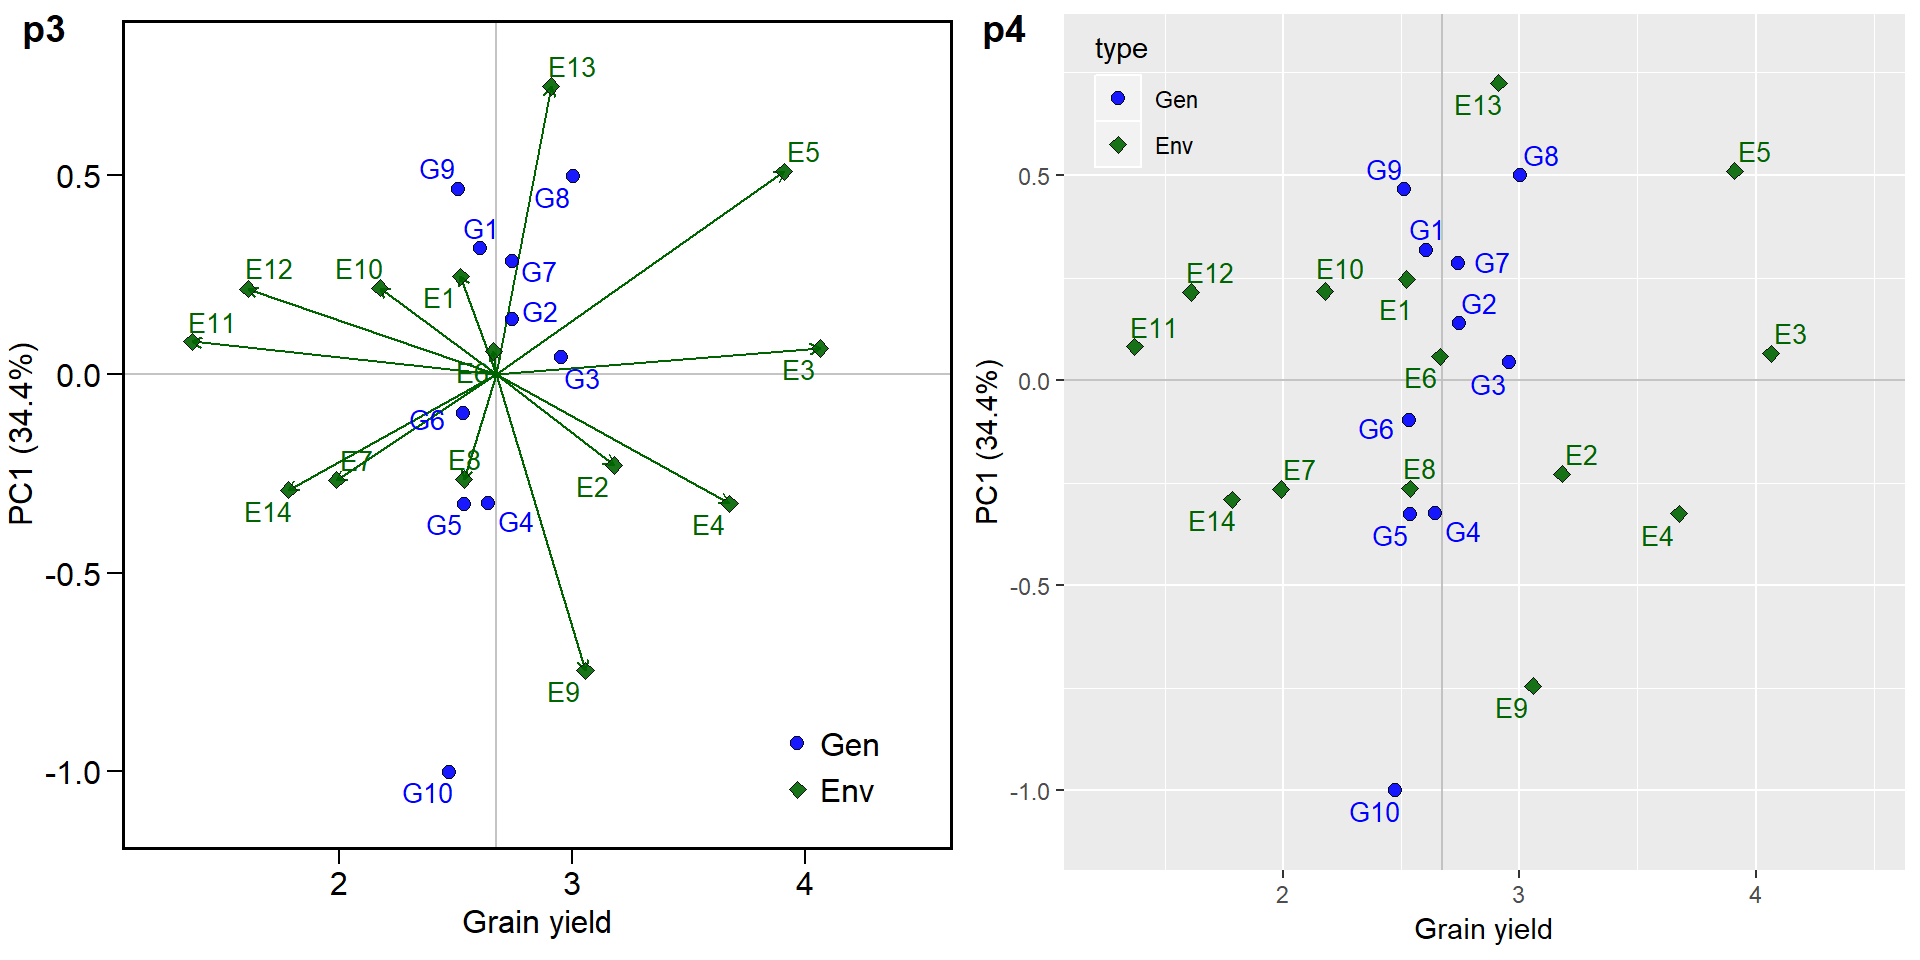 p3
E13
E5
G9
G8
G1
E12
E10
G7
E1
G2
E11
E6
G3
E3
G6
E7
E8
E2
E14
G5
G4
E4
E9
G10
Gen
Env
0.5
0.0
-0.5
-1.0
PC1 (34.4%)
2
3
4
Grain yield
p4
type
Gen
Env
E13
E5
G8
G9
G1
G7
E12
E10
E1
G2
E11
E3
E6
G3
G6
E7
E8
E2
E14
G5
G4
E4
E9
G10
0.5
0.0
-0.5
-1.0
PC1 (34.4%)
2
3
4
Grain yield